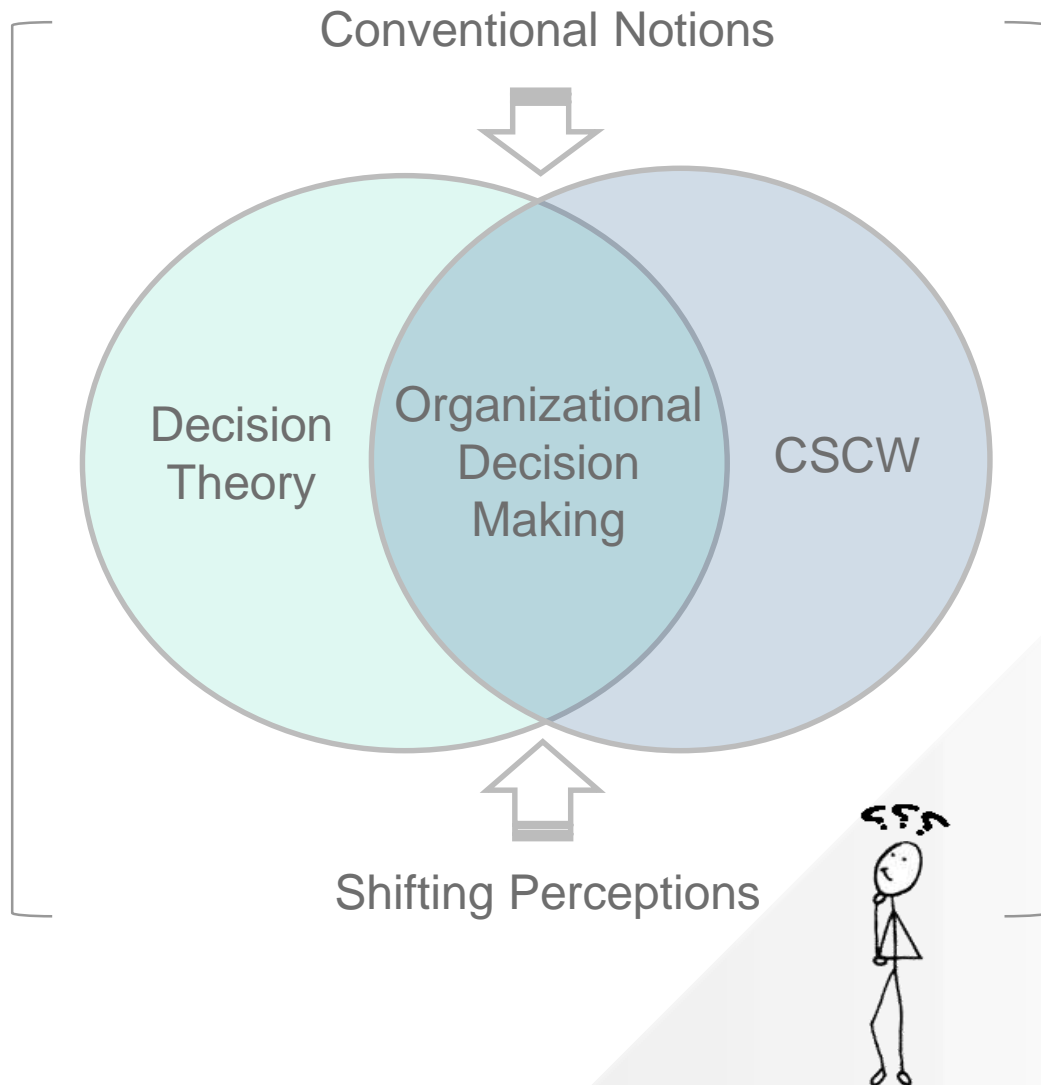 Conventional Notions
Decision
Theory
Organizational
Decision
Making
CSCW
???
Shifting Perceptions